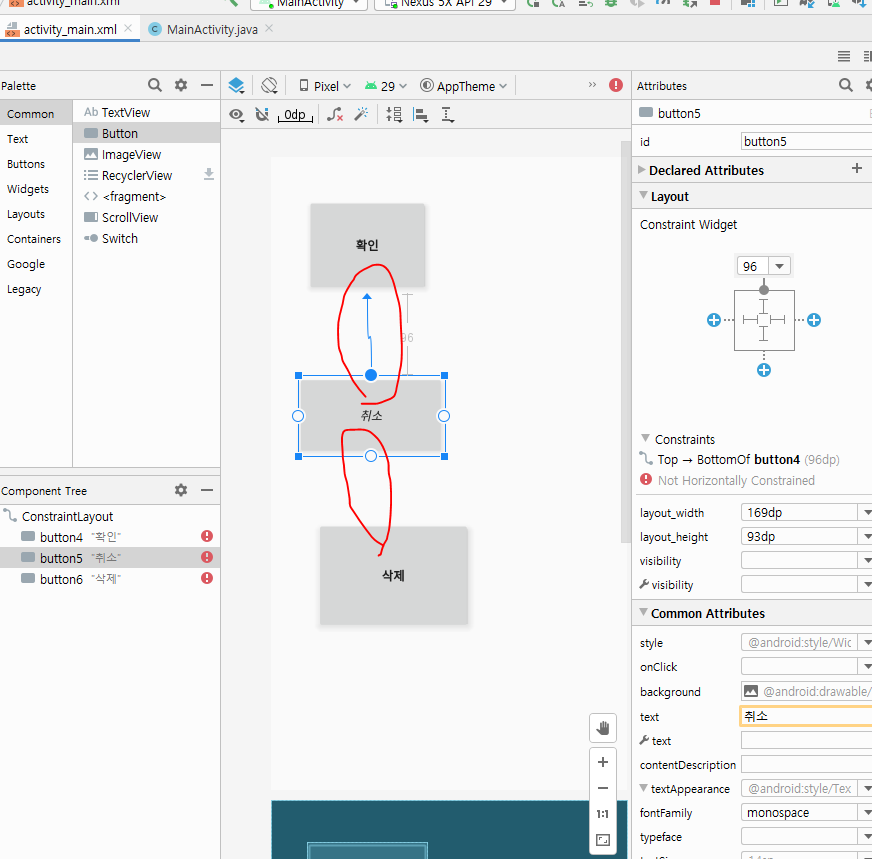 activity_main.xml
MainActivity
Nexus 5X API 29
activity_main.xml
MainActivity.java
Palette
Pixel
29
AppTheme
Attributes
Common
Text
Buttons
Widgets
Layouts
Containers
Google
Legacy
Ab TextView
Button
ImageView
RecyclerView
<fragment>
ScrollView
Switch
0dp
확인
96
취소
삭제
1:1
Component Tree
ConstraintLayout
button4 "확인"
button5 "취소"
button6 "삭제"
button5
id button5
Declared Attributes
Layout
Constraint Widget
96
Constraints
Top → BottomOf button4 (96dp)
Not Horizontally Constrained
layout_width 169dp
layout_height 93dp
visibility
visibility
Common Attributes
style @android:style/Wic
onClick
background @android:drawable/
text 취소
text
contentDescription
textAppearance @android:style/Tex
fontFamily monospace
typeface